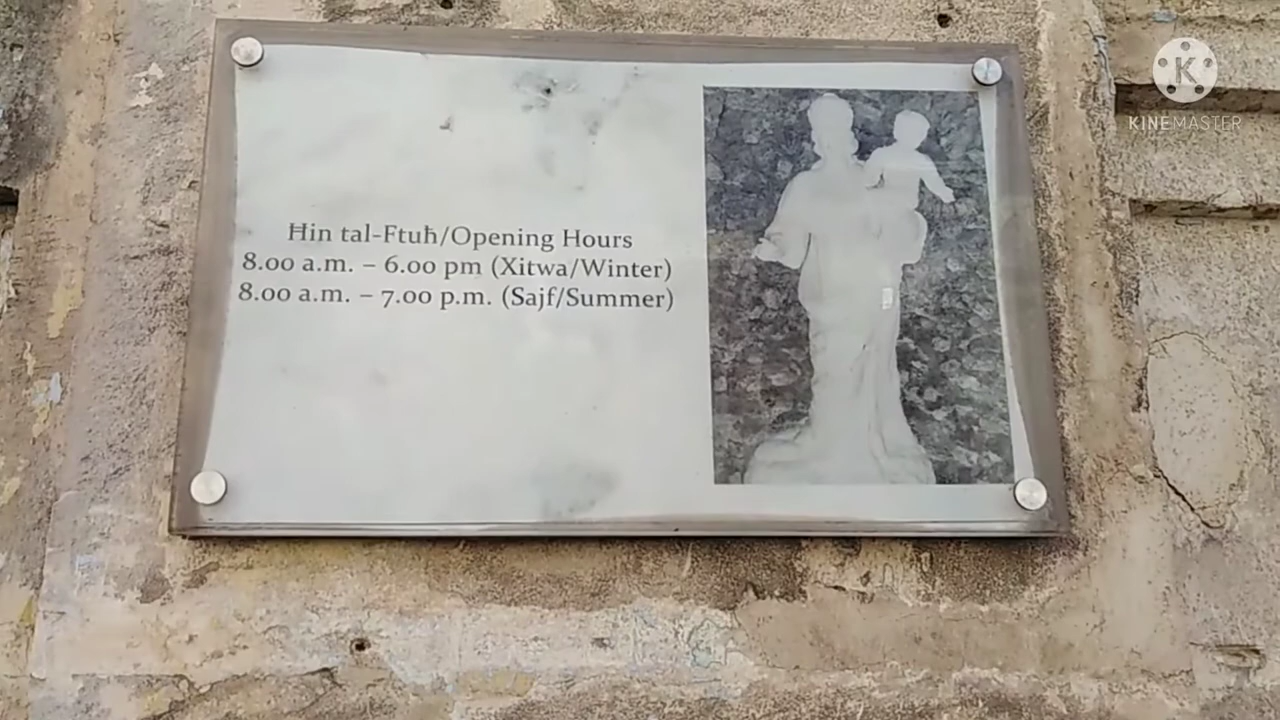 Ħin tal-Ftuħ/Opening Hours
8.00 a.m. – 6.00 pm (Xitwa/Winter)
8.00 a.m. – 7.00 p.m. (Sajf/Summer)
K
KINEMASTER